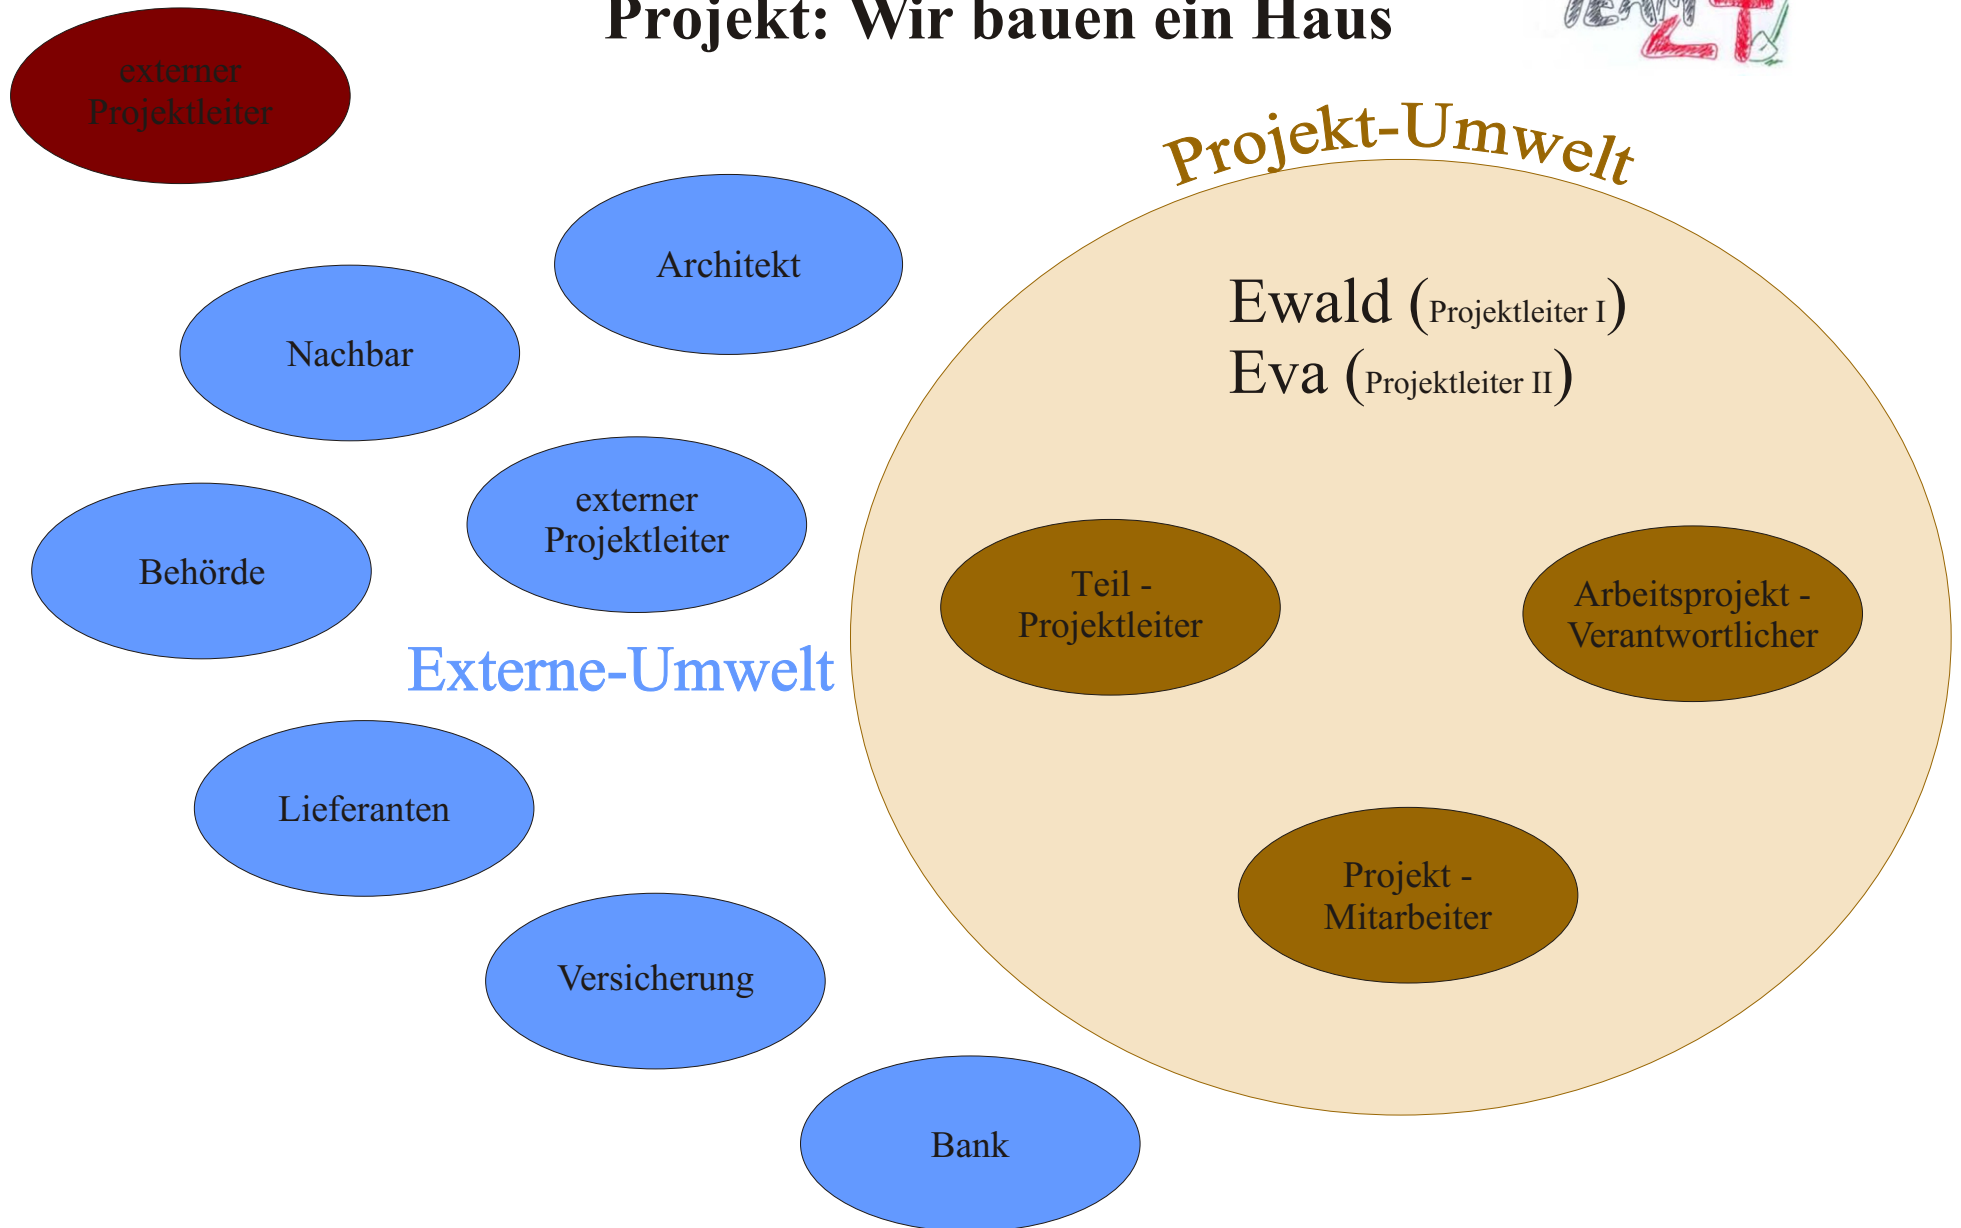 Projekt: Wir bauen ein Haus
TEAM
externer
Projektleiter
Projekt-Umwelt
Architekt
Ewald (Projektleiter I)
Eva (Projektleiter II)
Nachbar
externer
Projektleiter
Behörde
Teil -
Projektleiter
Arbeitsprojekt -
Verantwortlicher
Externe-Umwelt
Lieferanten
Projekt -
Mitarbeiter
Versicherung
Bank